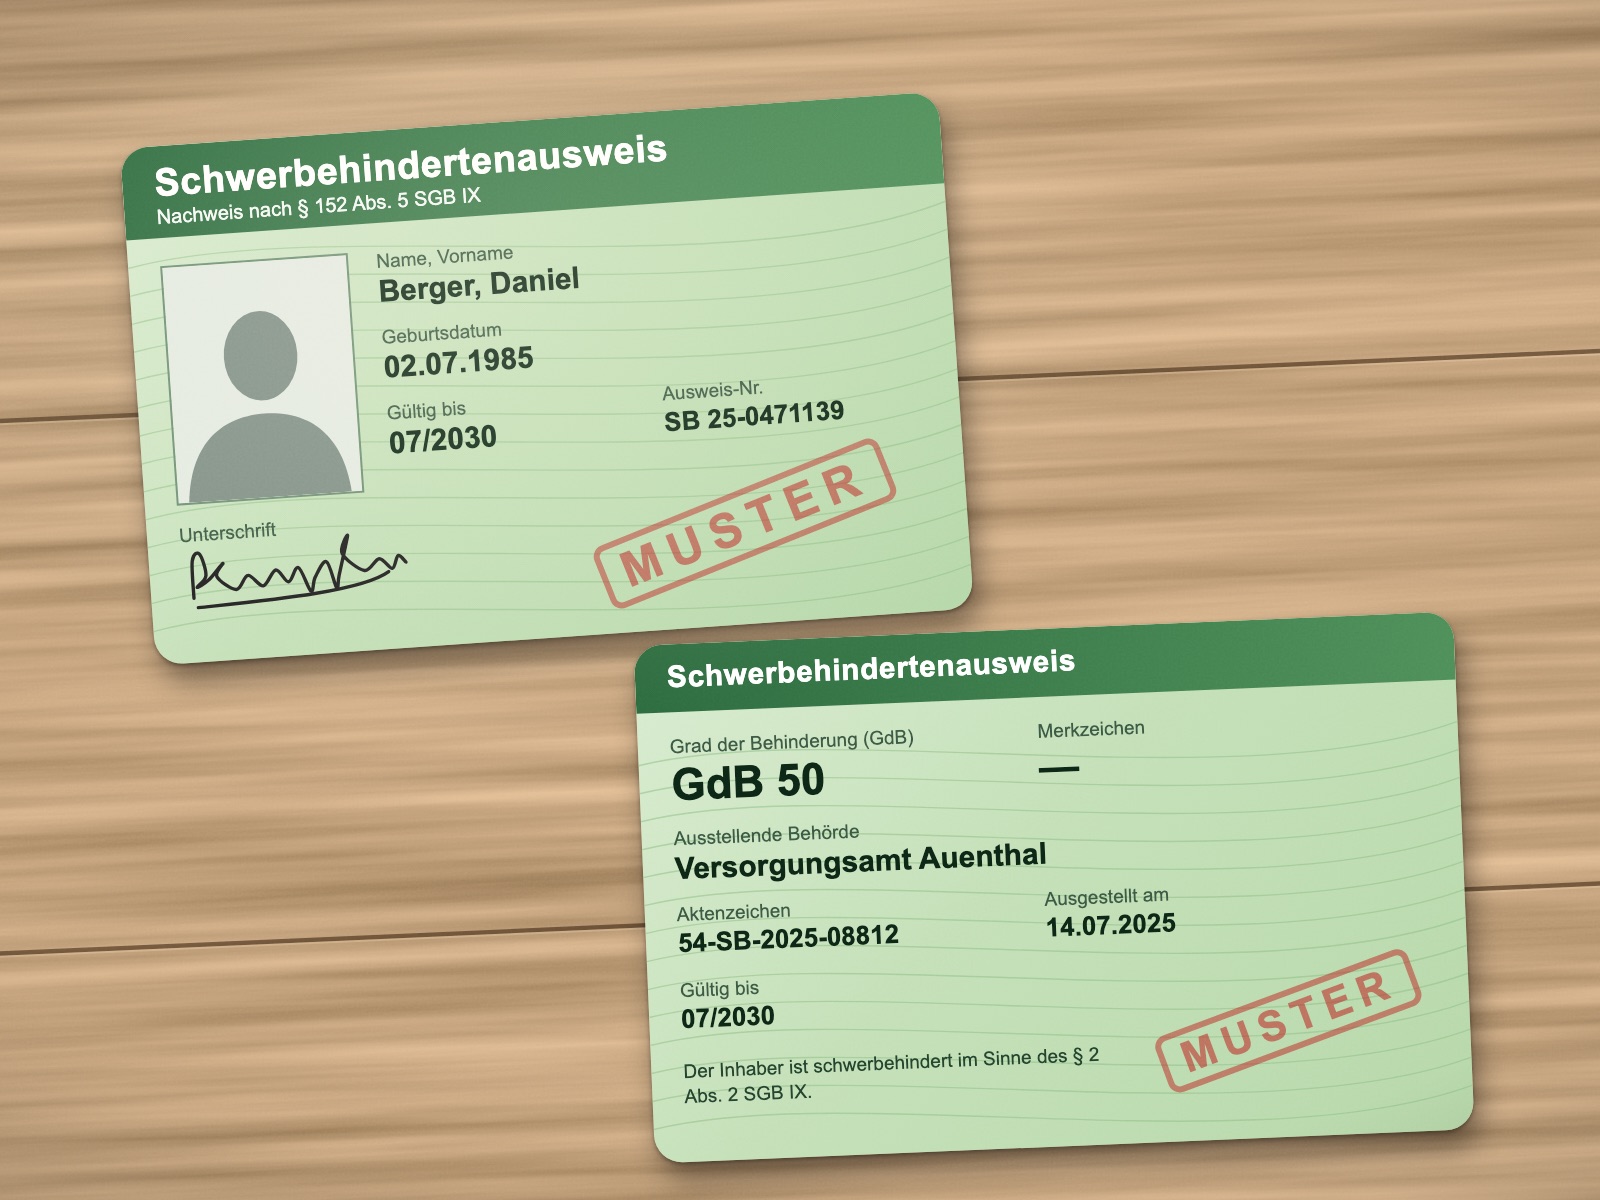 Schwerbehindertenausweis
Nachweis nach § 152 Abs. 5 SGB IX
Name, Vorname
Berger, Daniel
Geburtsdatum
02.07.1985
Gültig bis
07/2030
Ausweis-Nr.
SB 25-0471139
Unterschrift
MUSTER
Schwerbehindertenausweis
Grad der Behinderung (GdB)
GdB 50
Merkzeichen
—
Ausstellende Behörde
Versorgungsamt Auenthal
Aktenzeichen
54-SB-2025-08812
Ausgestellt am
14.07.2025
Gültig bis
07/2030
Der Inhaber ist schwerbehindert im Sinne des § 2
Abs. 2 SGB IX.
MUSTER